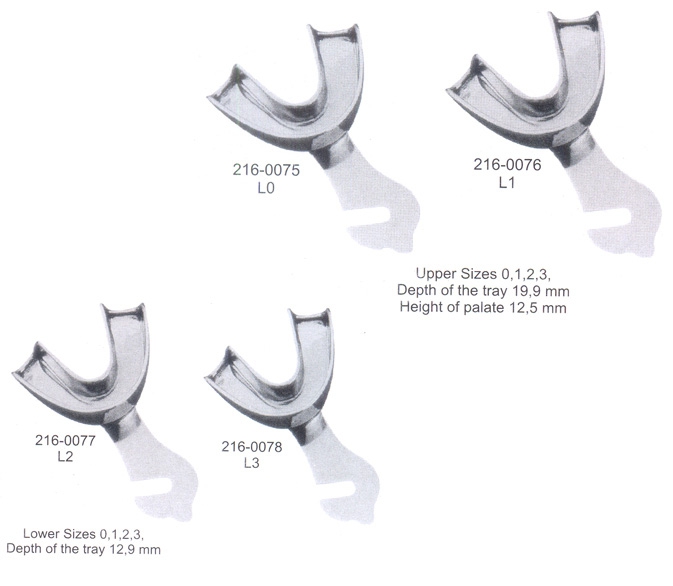 216-0075
L0
216-0076
L1
Upper Sizes 0,1,2,3,
Depth of the tray 19,9 mm
Height of palate 12,5 mm
216-0077
L2
216-0078
L3
Lower Sizes 0,1,2,3,
Depth of the tray 12,9 mm